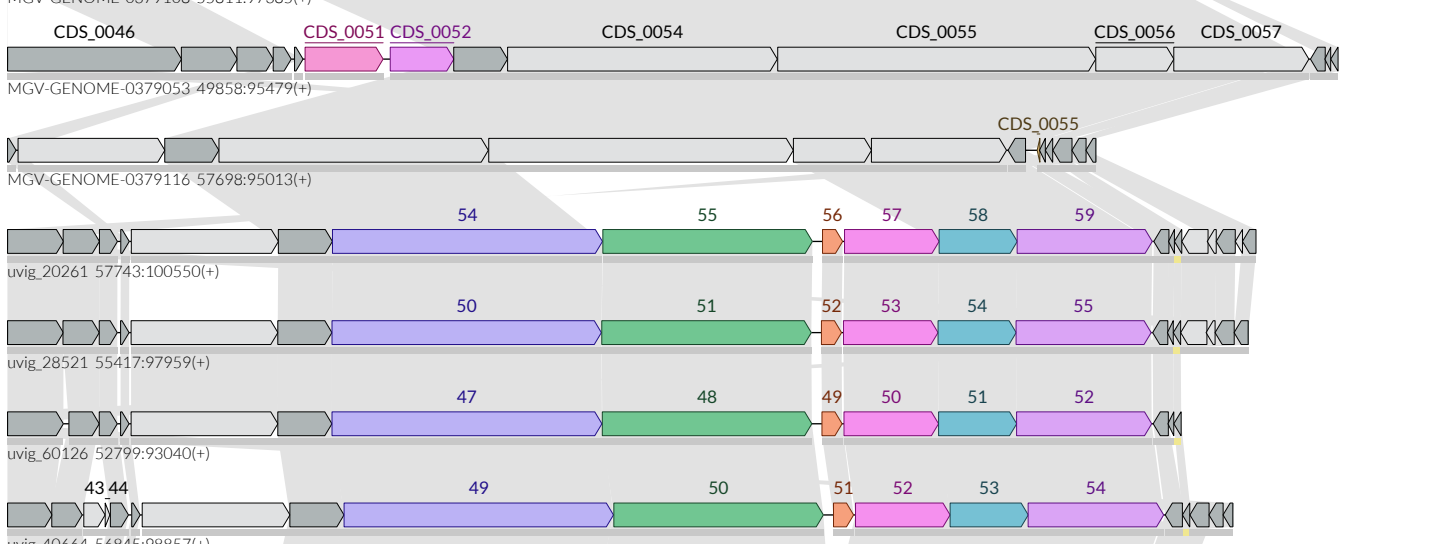 CDS_0046 CDS_0051 CDS_0052 CDS_0054 CDS_0055 CDS_0056 CDS_0057
MGV-GENOME-0379053 49858:95479(+)
CDS_0055
MGV-GENOME-0379116 57698:95013(+)
54 55 56 57 58 59
uvig_20261 57743:100550(+)
50 51 52 53 54 55
uvig_28521 55417:97959(+)
47 48 49 50 51 52
uvig_60126 52799:93040(+)
43 44 49 50 51 52 53 54